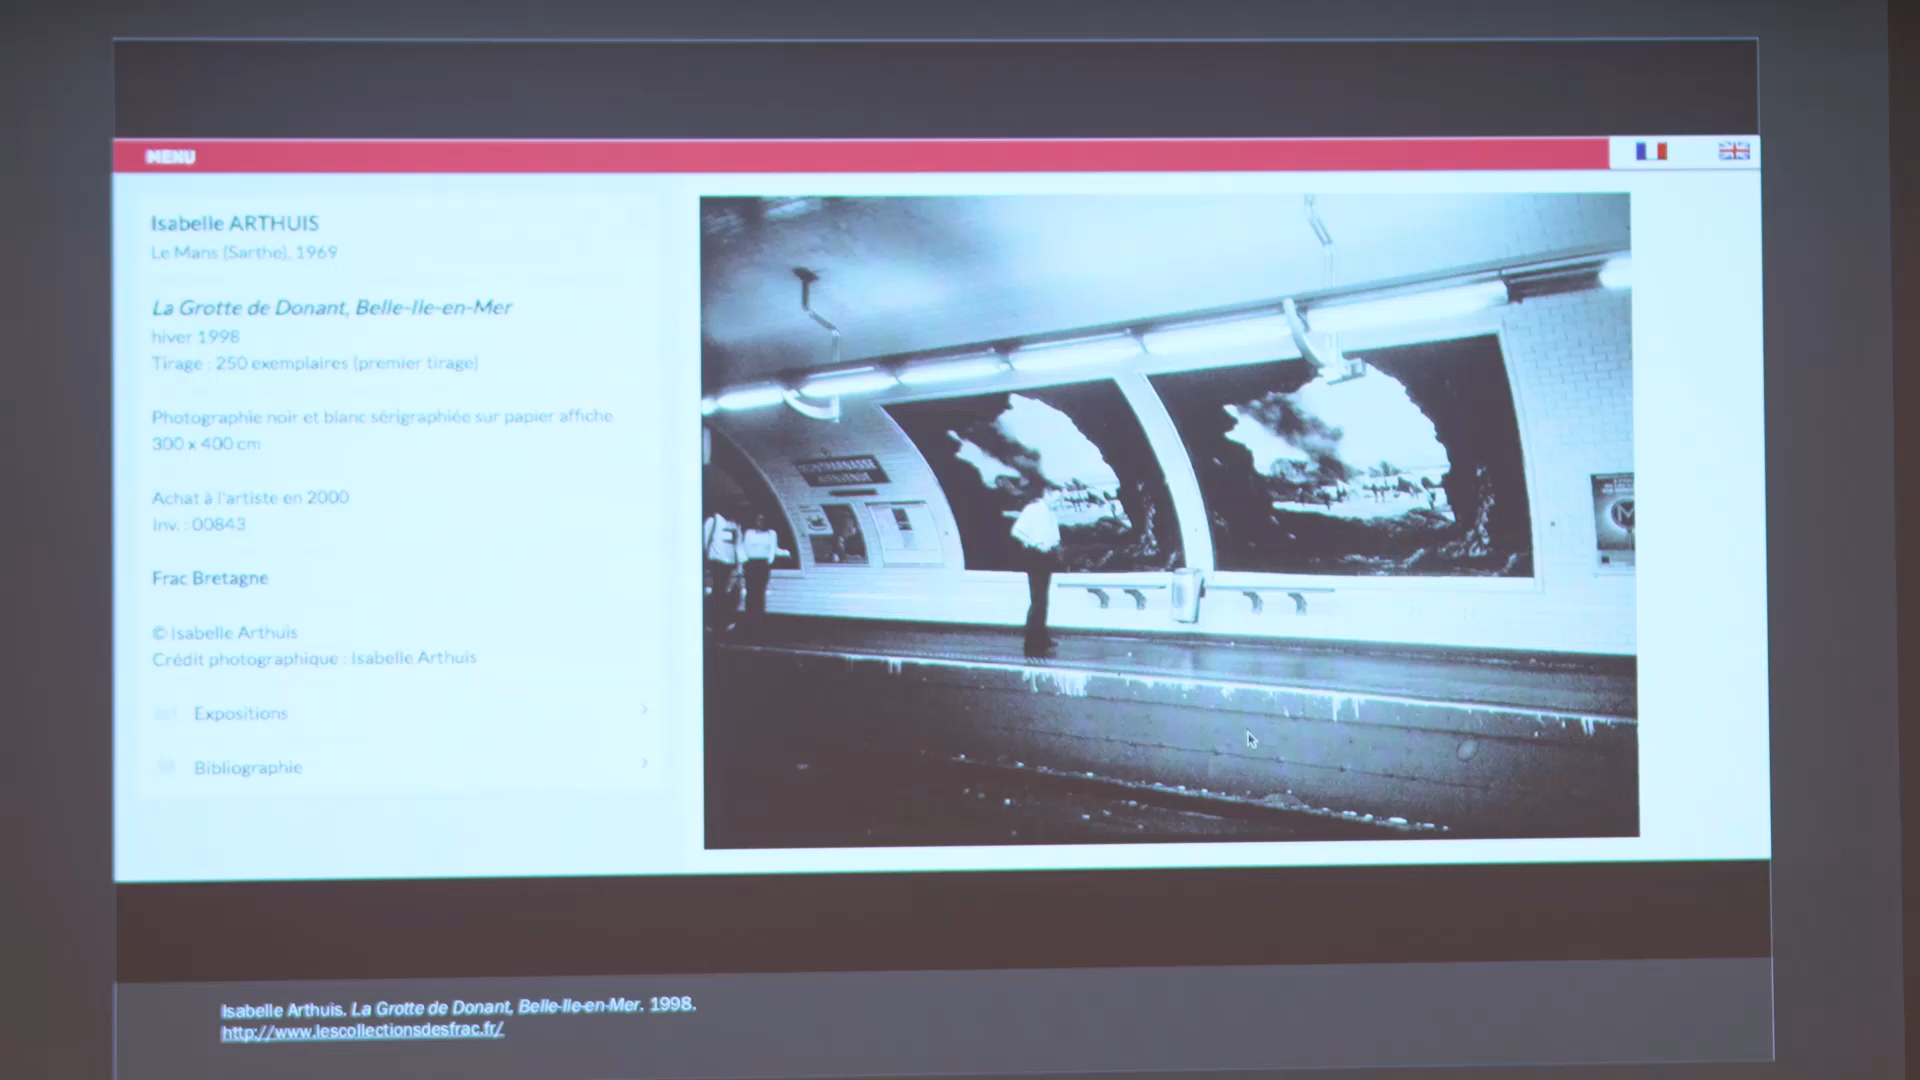 MENU
Isabelle ARTHUIS
Le Mans (Sarthe), 1969
La Grotte de Donant, Belle-Ile-en-Mer
hiver 1998
Tirage : 250 exemplaires (premier tirage)
Photographie noir et blanc sérigraphiée sur papier affiche
300 x 400 cm
Achat à l'artiste en 2000
Inv. : 00843
Frac Bretagne
© Isabelle Arthuis
Crédit photographique : Isabelle Arthuis
Expositions
Bibliographie
MONTPARNASSE
BIENVENUE
Isabelle Arthuis. La Grotte de Donant, Belle-Ile-en-Mer. 1998.
http://www.lescollectionsdesfrac.fr/